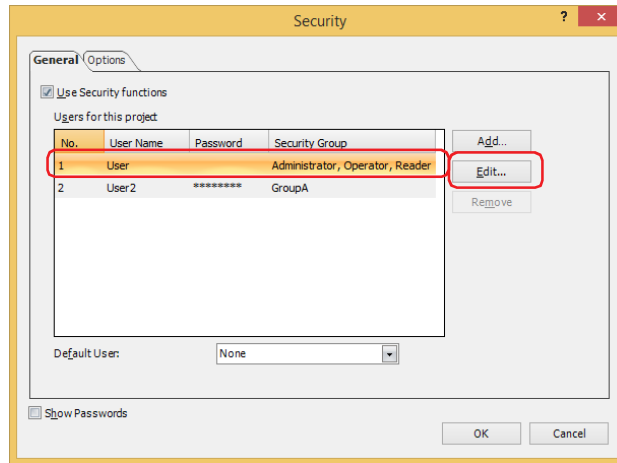 Security
? ×
General Options
Use Security functions
Users for this project
No. User Name Password Security Group
Add...
1 User Administrator, Operator, Reader
Edit...
2 User2 ******** GroupA
Remove
Default User: None
Show Passwords
OK Cancel